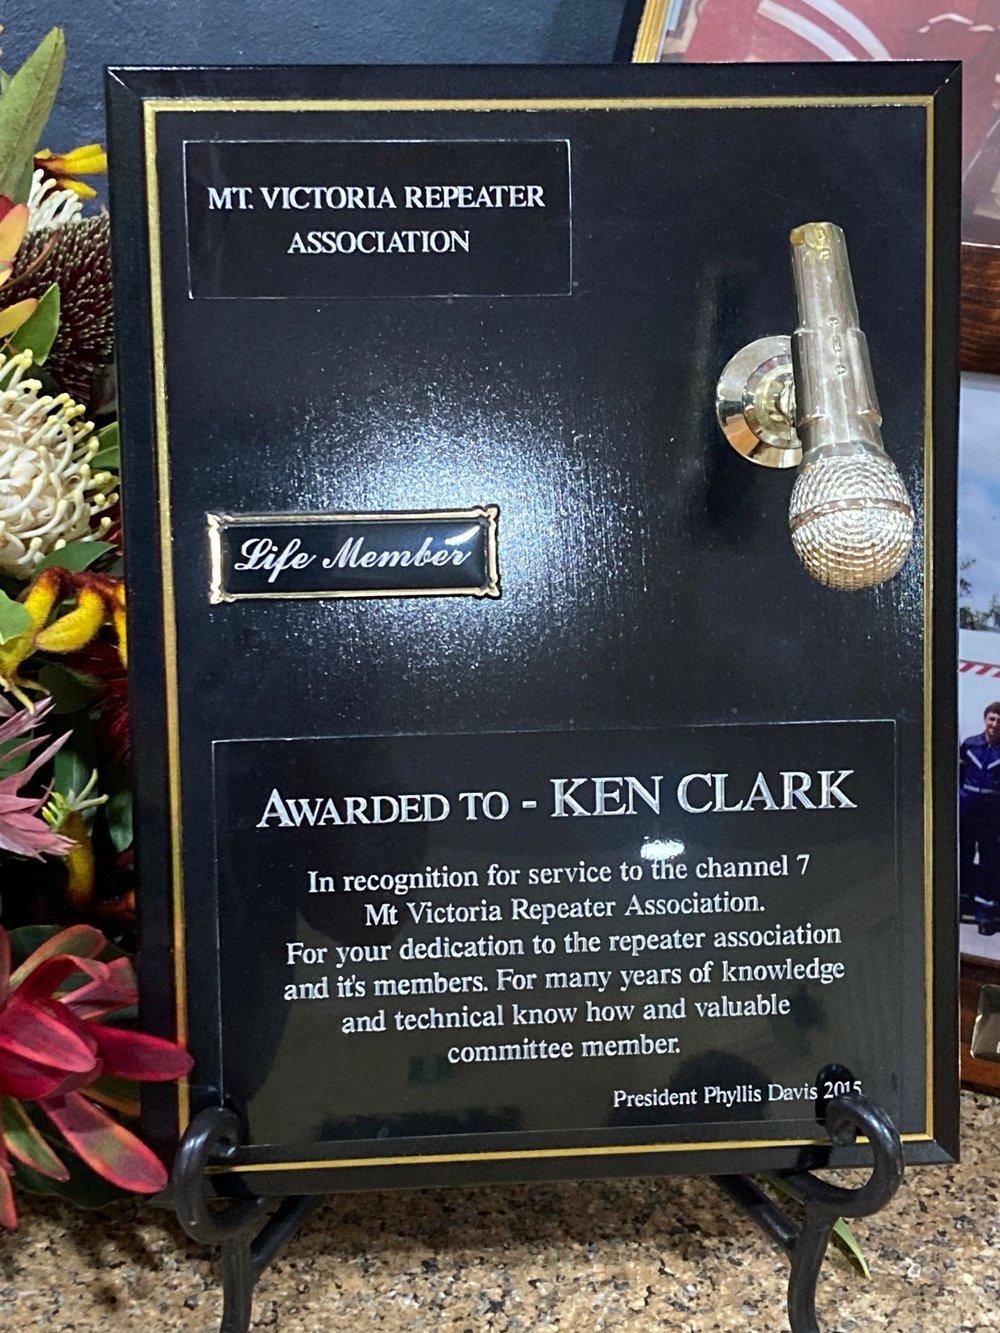 MT. VICTORIA REPEATER
ASSOCIATION
Life Member
AWARDED TO - KEN CLARK
In recognition for service to the channel 7
Mt Victoria Repeater Association.
For your dedication to the repeater association
and it's members. For many years of knowledge
and technical know how and valuable
committee member.
President Phyllis Davis 2015